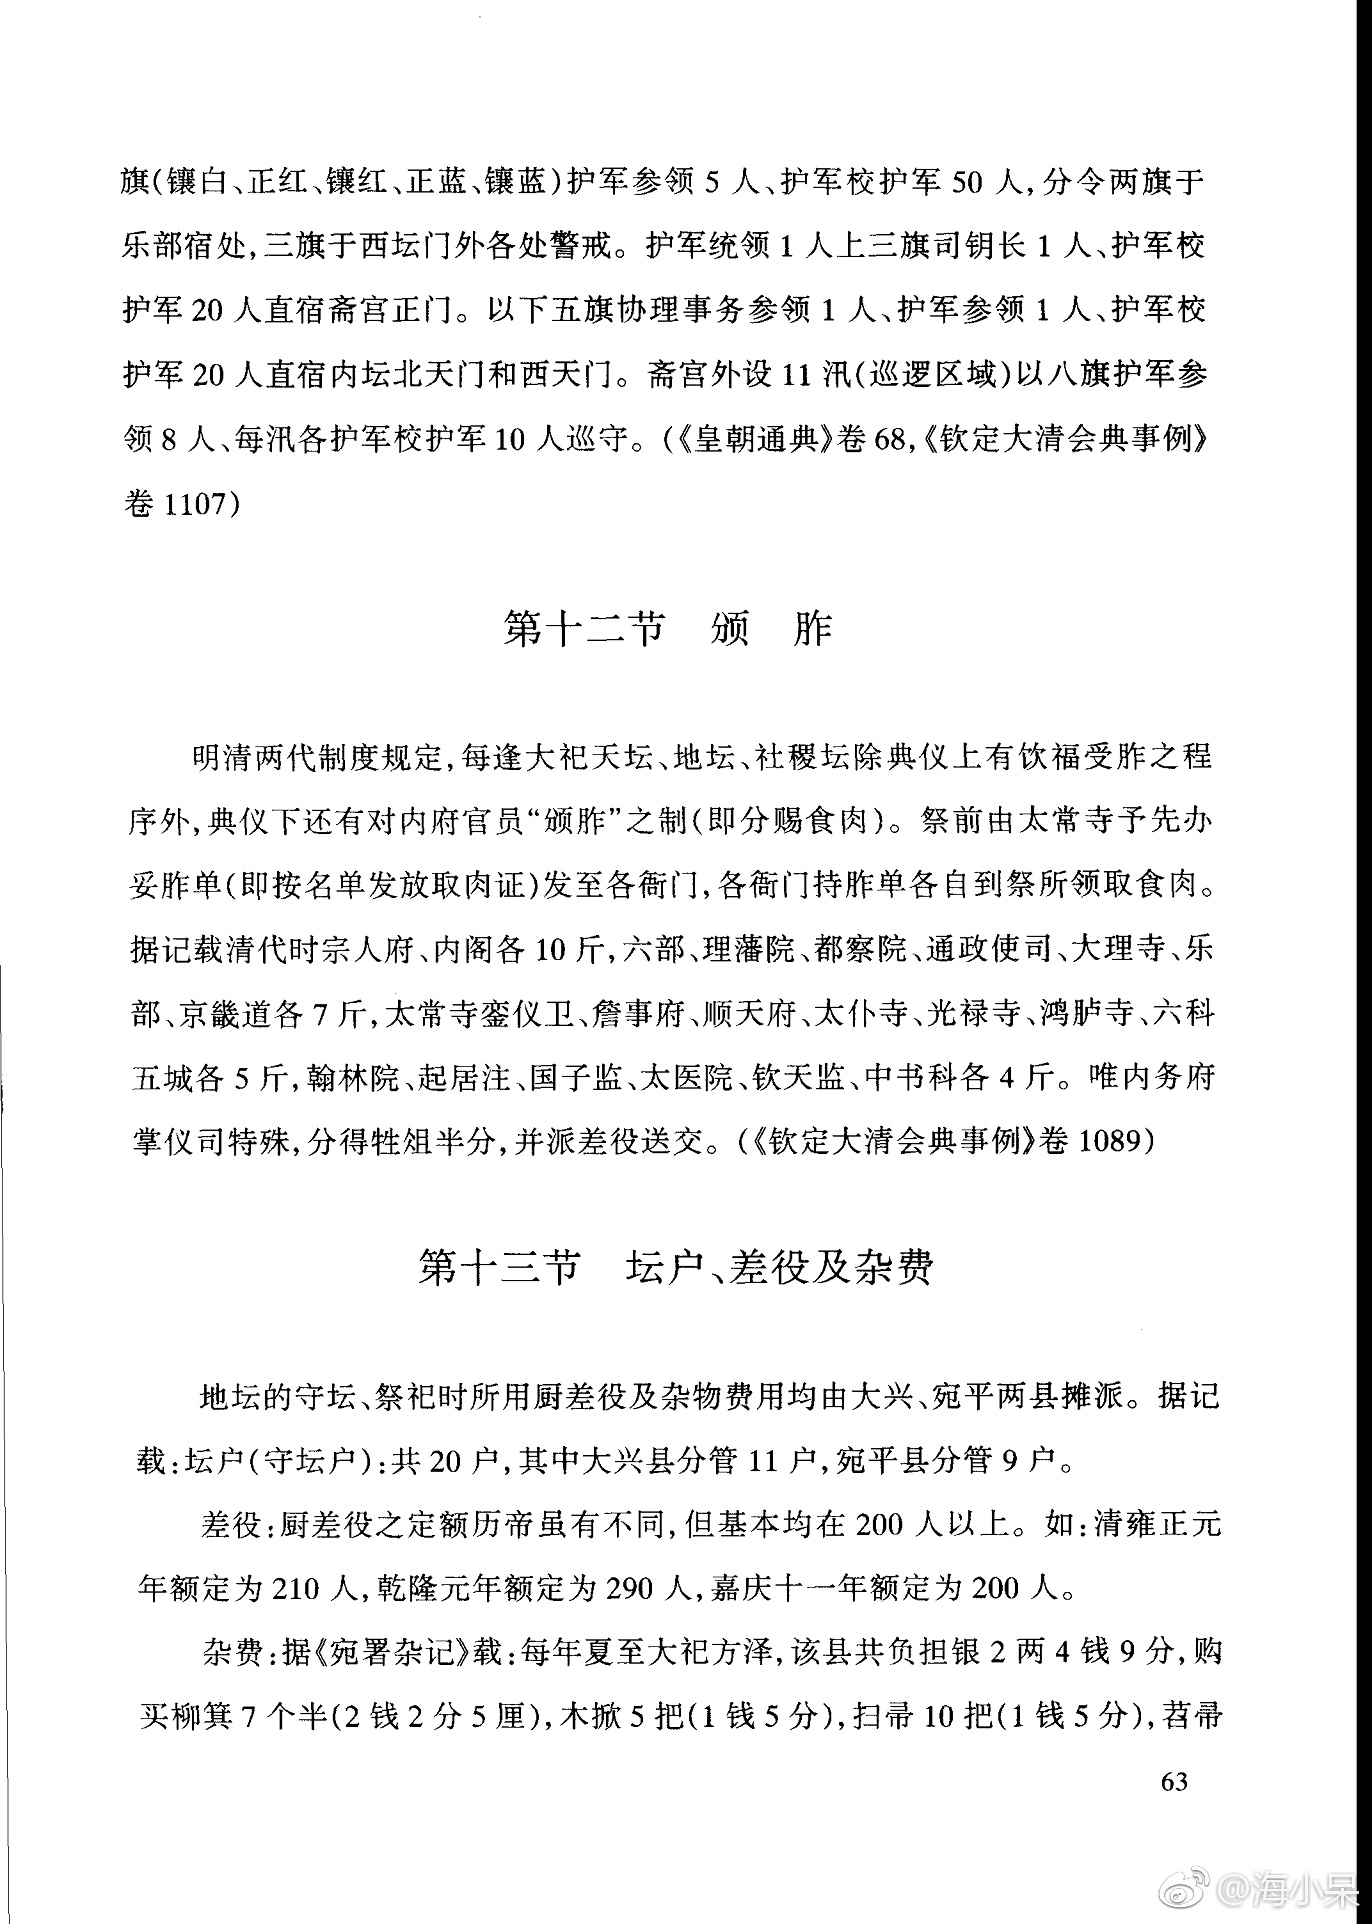 旗(镶白、正红、镶红、正蓝、镶蓝)护军参领 5 人、护军校护军 50 人,分令两旗于
乐部宿处,三旗于西坛门外各处警戒。护军统领 1 人上三旗司钥长 1 人、护军校
护军 20 人直宿斋宫正门。以下五旗协理事务参领 1 人、护军参领 1 人、护军校
护军 20 人直宿内坛北天门和西天门。斋宫外设 11 汛(巡逻区域)以八旗护军参
领 8 人、每汛各护军校护军 10 人巡守。(《皇朝通典》卷 68,《钦定大清会典事例》
卷 1107)
第十二节 颁 胙
明清两代制度规定,每逢大祀天坛、地坛、社稷坛除典仪上有饮福受胙之程
序外,典仪下还有对内府官员“颁胙”之制(即分赐食肉)。祭前由太常寺予先办
妥胙单(即按名单发放取肉证)发至各衙门,各衙门持胙单各自到祭所领取食肉。
据记载清代时宗人府、内阁各 10 斤,六部、理藩院、都察院、通政使司、大理寺、乐
部、京畿道各 7 斤,太常寺銮仪卫、詹事府、顺天府、太仆寺、光禄寺、鸿胪寺、六科
五城各 5 斤,翰林院、起居注、国子监、太医院、钦天监、中书科各 4 斤。唯内务府
掌仪司特殊,分得牲俎半分,并派差役送交。(《钦定大清会典事例》卷 1089)
第十三节 坛户、差役及杂费
地坛的守坛、祭祀时所用厨差役及杂物费用均由大兴、宛平两县摊派。据记
载:坛户(守坛户):共 20 户,其中大兴县分管 11 户,宛平县分管 9 户。
差役:厨差役之定额历帝虽有不同,但基本均在 200 人以上。如:清雍正元
年额定为 210 人,乾隆元年额定为 290 人,嘉庆十一年额定为 200 人。
杂费:据《宛署杂记》载:每年夏至大祀方泽,该县共负担银 2 两 4 钱 9 分,购
买柳箕 7 个半(2 钱 2 分 5 厘),木掀 5 把(1 钱 5 分),扫帚 10 把(1 钱 5 分),苕帚
63
@海小呆